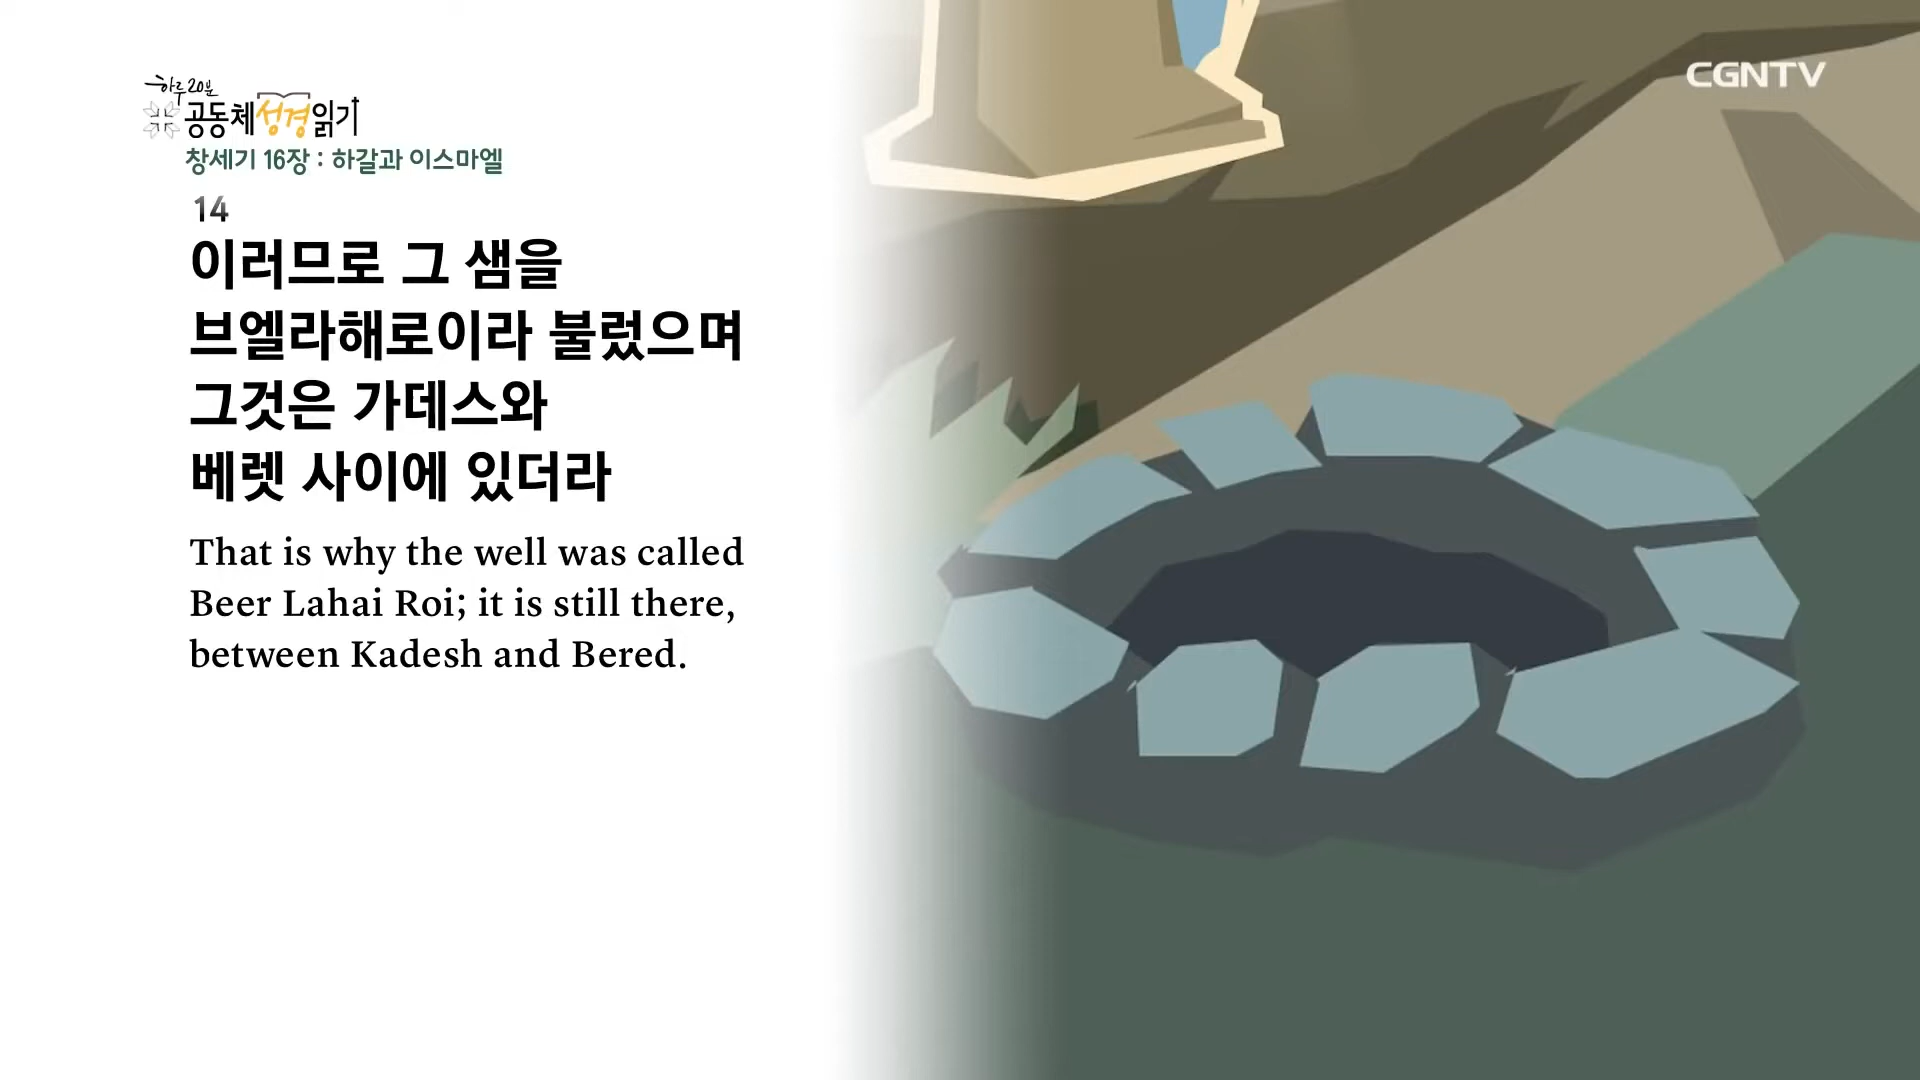 하루 20분
공동체성경읽기
CGNTV
창세기 16장 : 하갈과 이스마엘
14
이러므로 그 샘을
브엘라해로이라 불렀으며
그것은 가데스와
베렛 사이에 있더라
That is why the well was called
Beer Lahai Roi; it is still there,
between Kadesh and Bered.